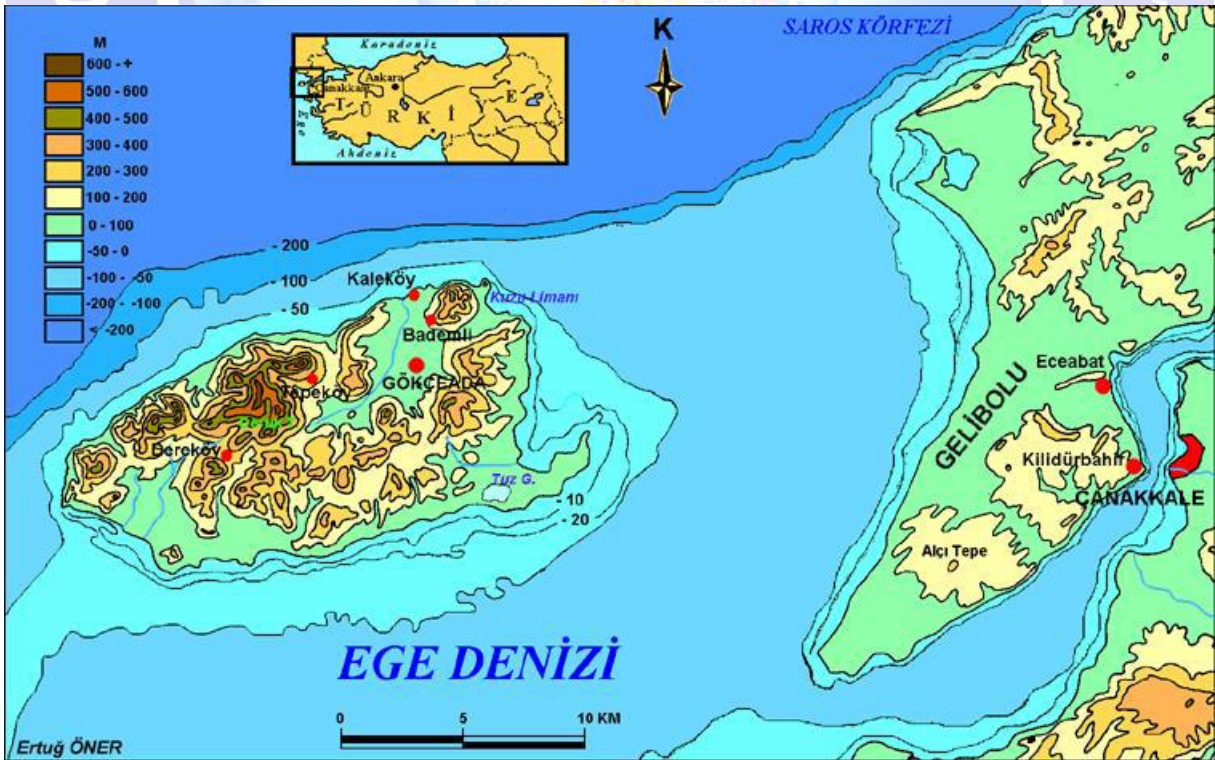 M
600 - +
500 - 600
400 - 500
300 - 400
200 - 300
100 - 200
0 - 100
-50 - 0
-100 - -50
-200 - -100
< -200
Karadeniz
Ankara
Çanakkale
TÜRKİE
Akdeniz
K
SAROS KÖRFEZİ
- 200
- 100
- 50
Kaleköy
Kuzu Limanı
Bademli
GÖKÇEADA
Tepeköy
Dereköy
Tuz G.
- 10
- 20
GELİBOLU
Eceabat
Kilidürbahir
ÇANAKKALE
Alçı Tepe
EGE DENİZİ
0 5 10 KM
Ertuğ ÖNER